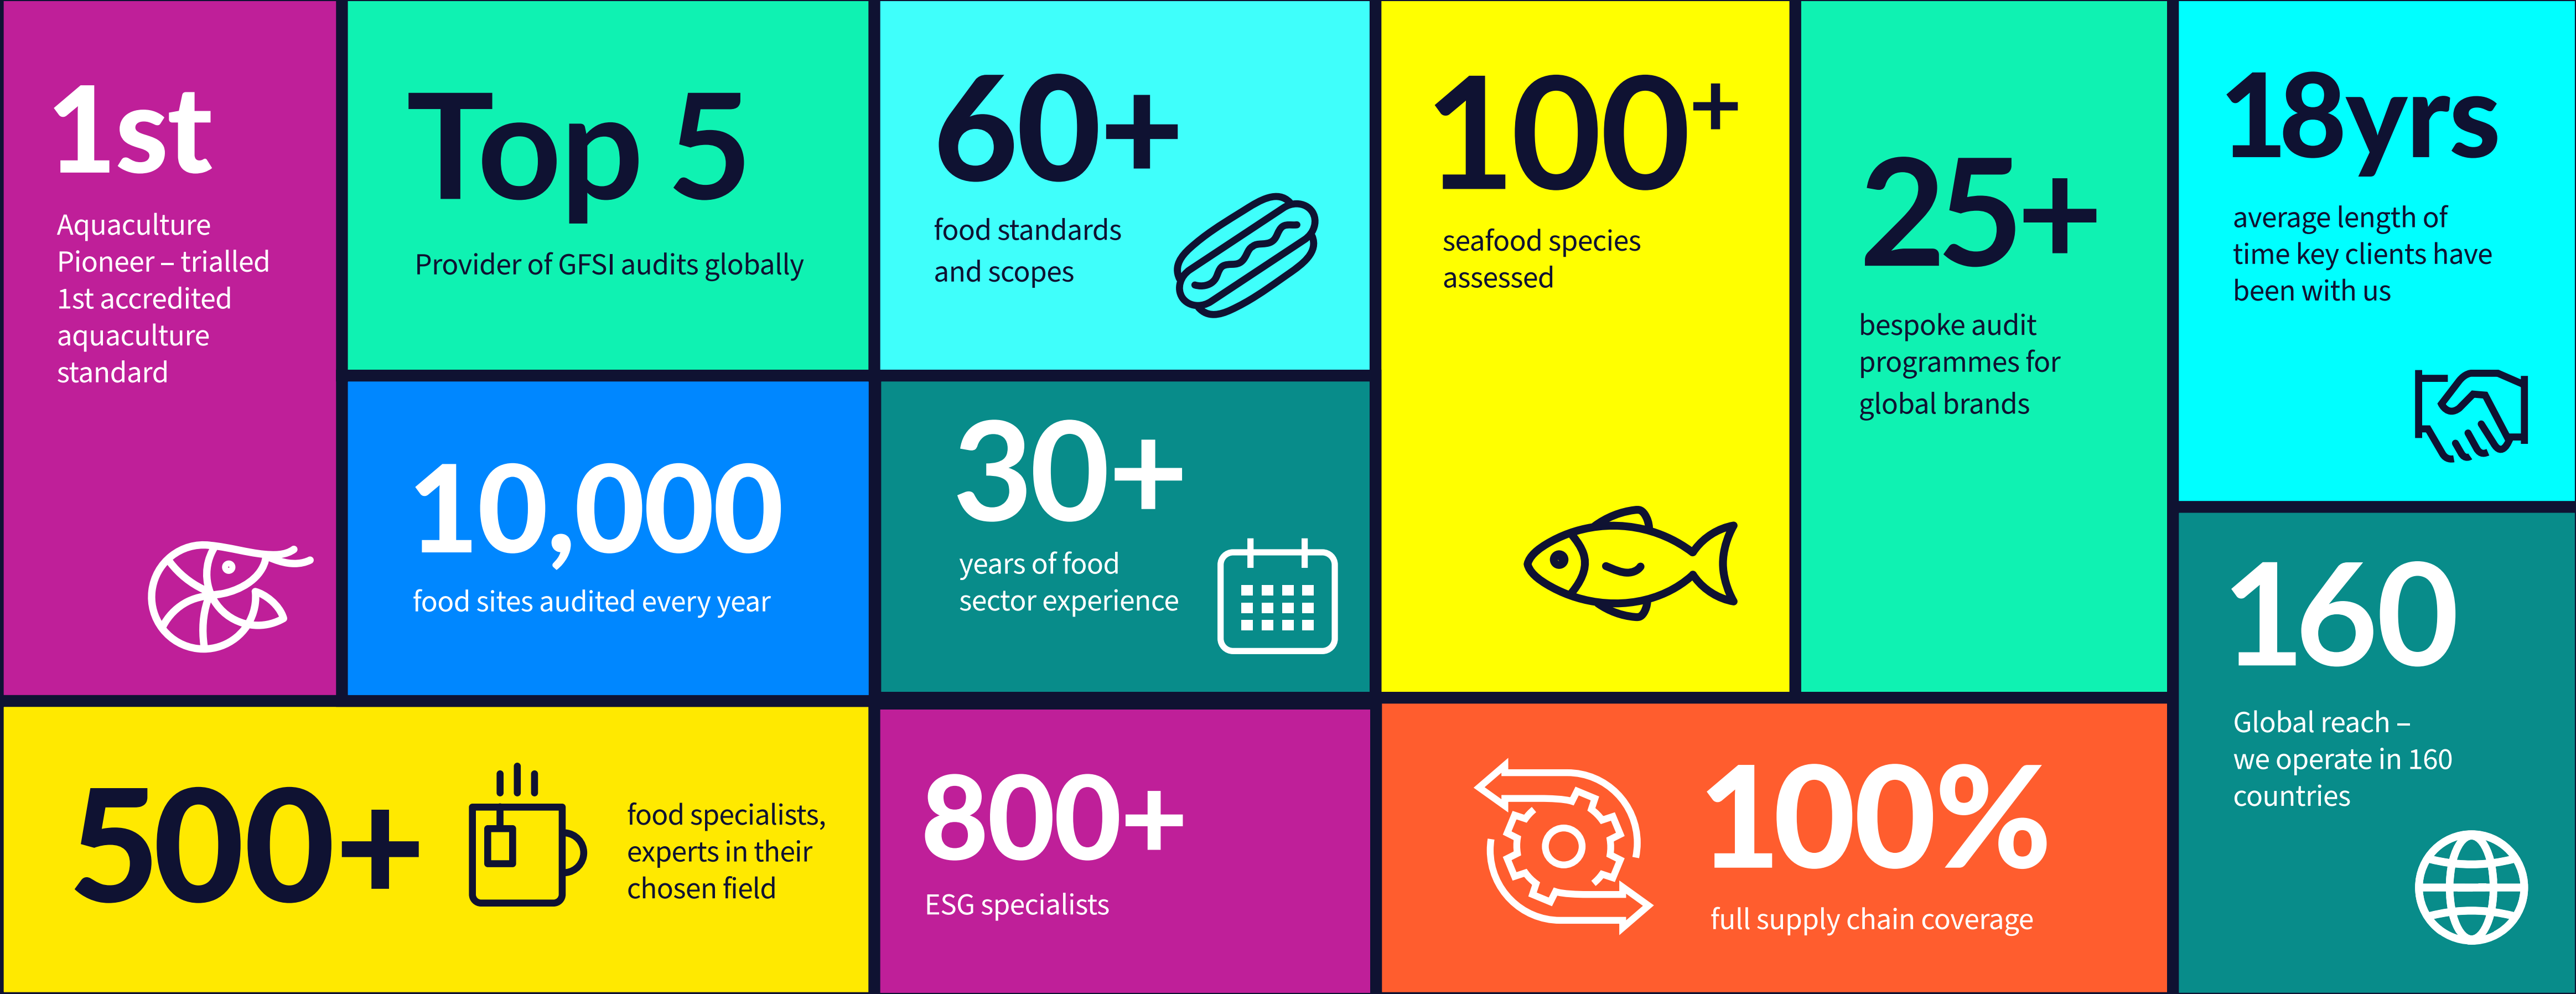 1st
Aquaculture
Pioneer – trialled
1st accredited
aquaculture
standard
Top 5
Provider of GFSI audits globally
60+
food standards
and scopes
100+
seafood species
assessed
25+
bespoke audit
programmes for
global brands
18yrs
average length of
time key clients have
been with us
10,000
food sites audited every year
30+
years of food
sector experience
160
Global reach –
we operate in 160
countries
500+
food specialists,
experts in their
chosen field
800+
ESG specialists
100%
full supply chain coverage